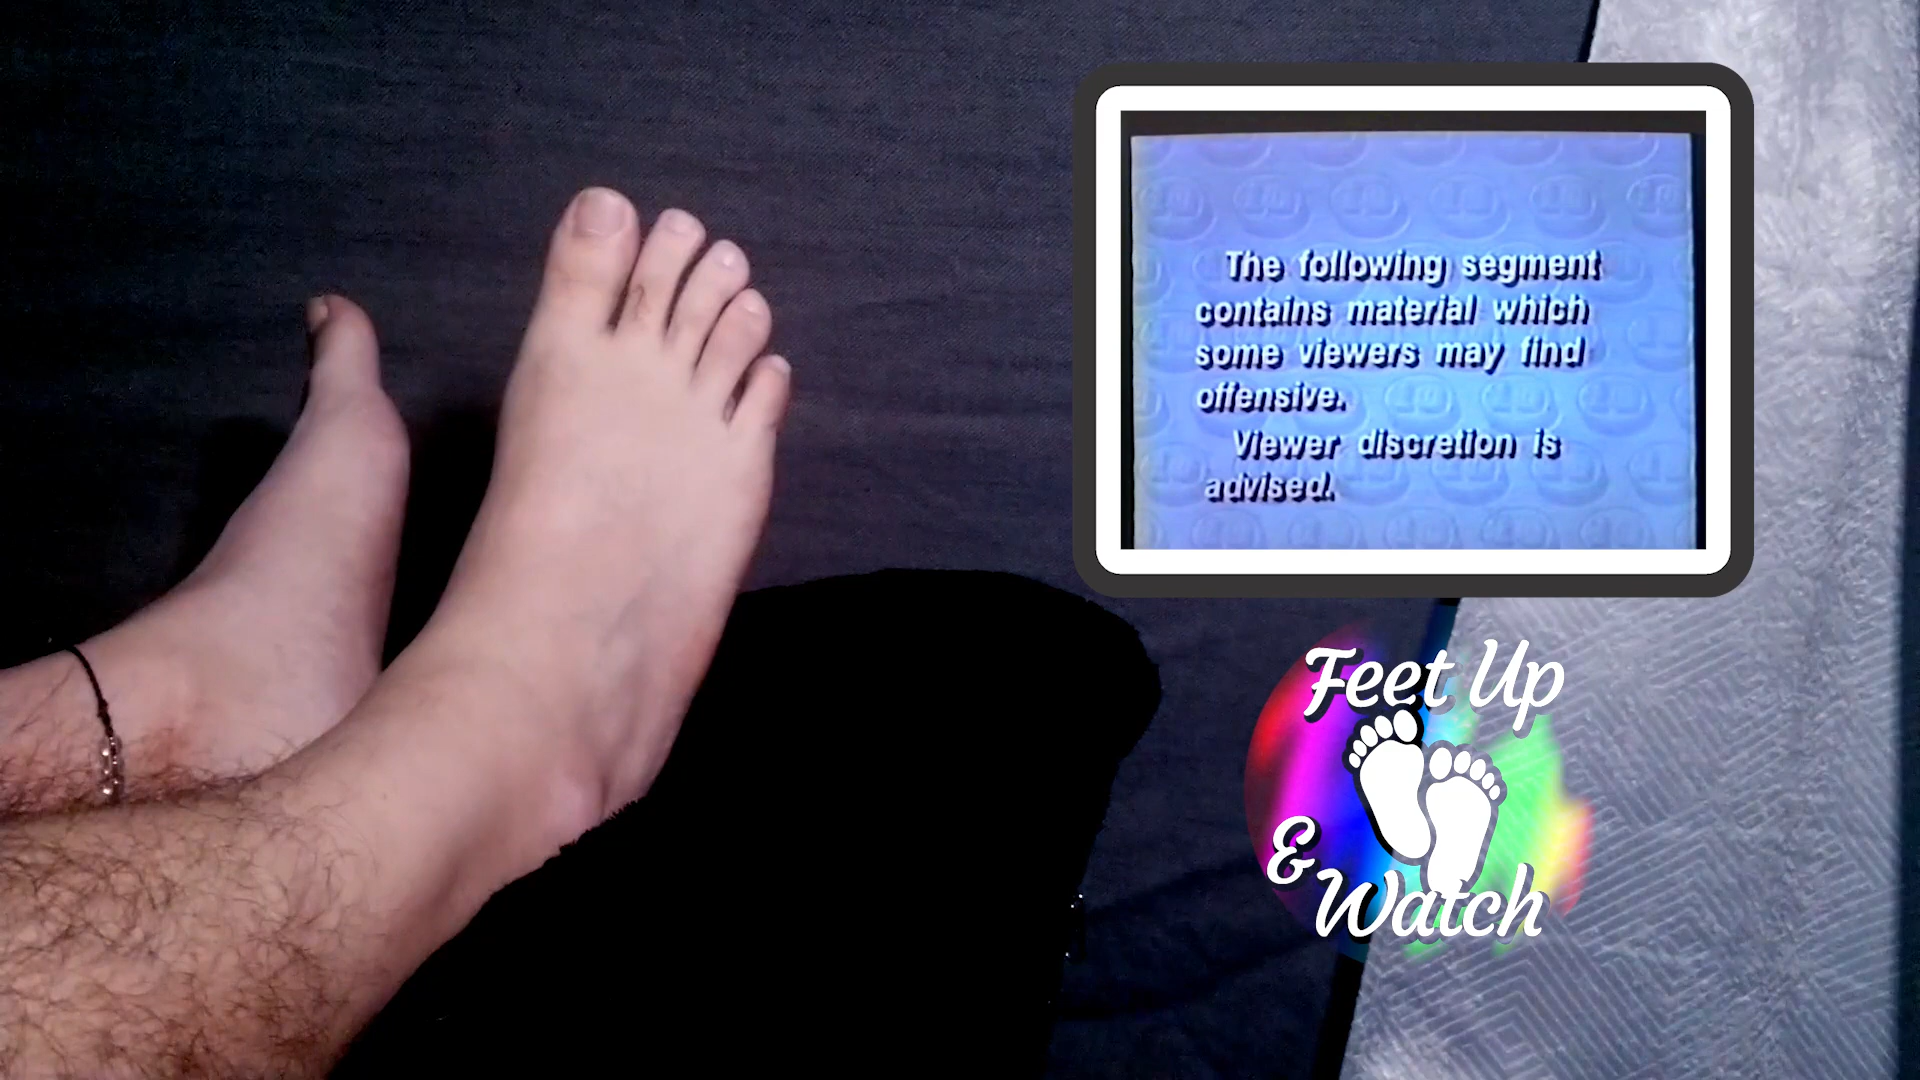 The following segment
contains material which
some viewers may find
offensive.
Viewer discretion is
advised.
Feet Up
&
Watch